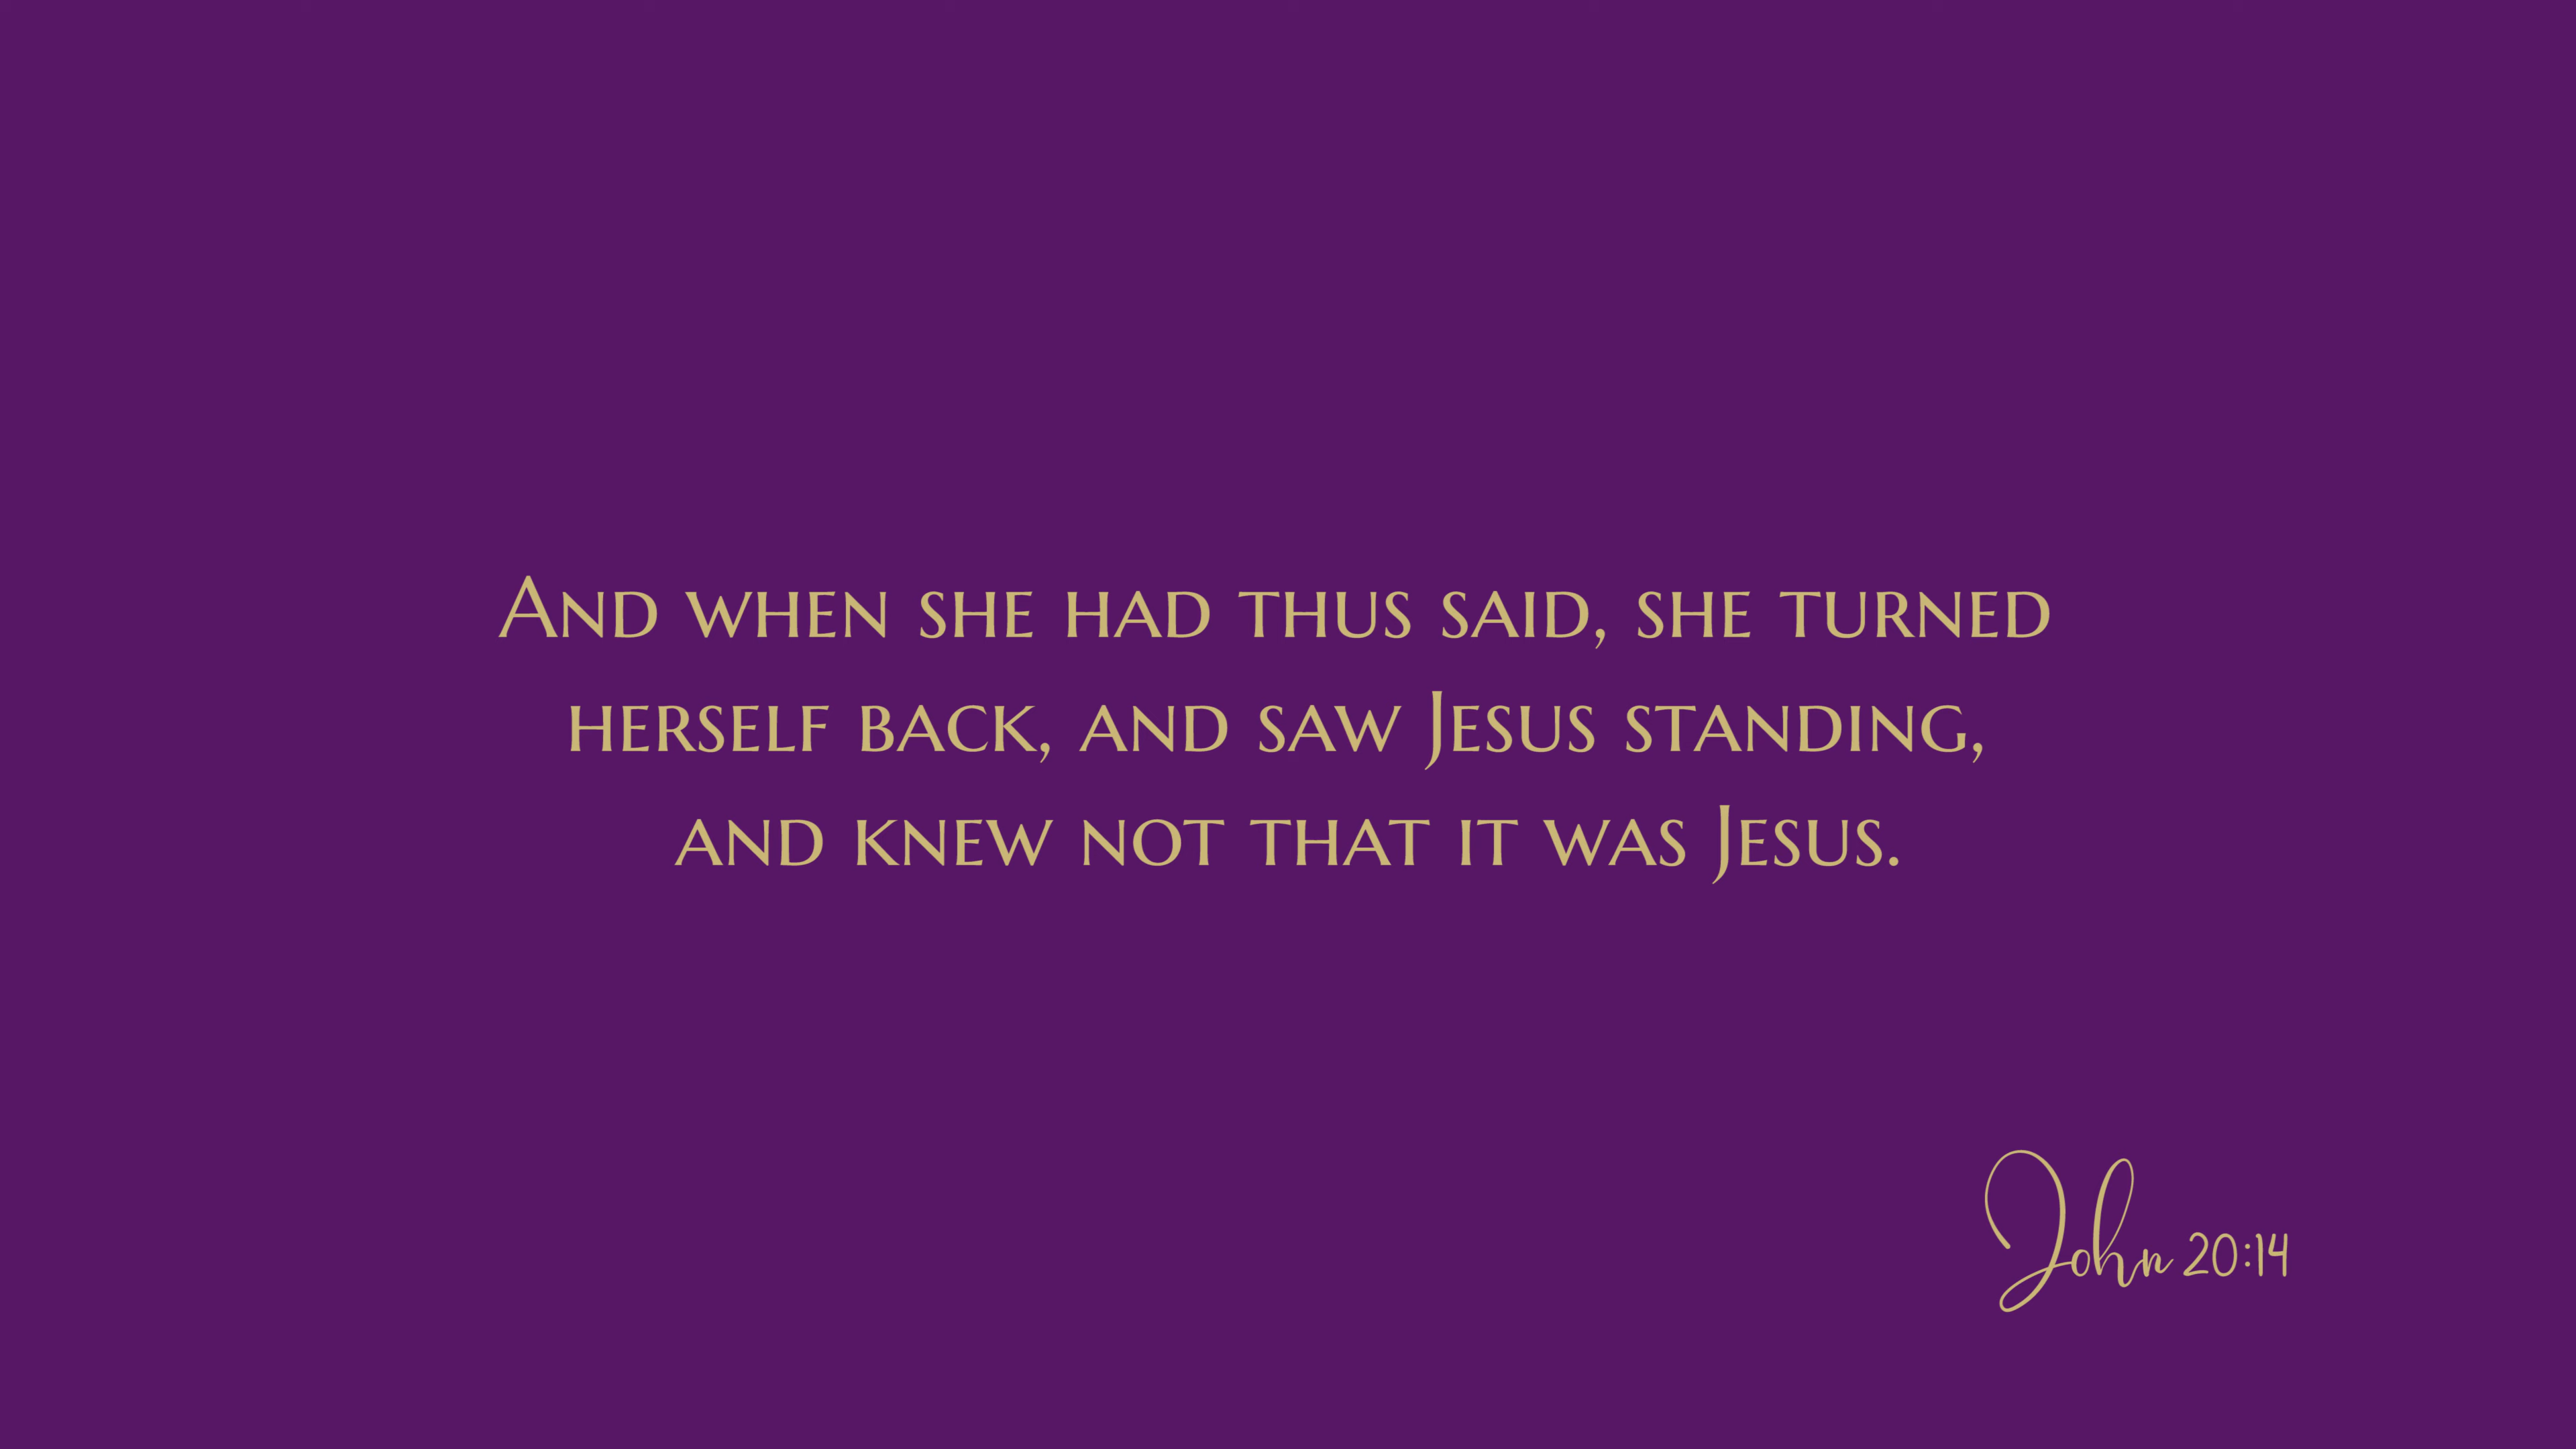 And when she had thus said, she turned
herself back, and saw Jesus standing,
and knew not that it was Jesus.
John 20:14